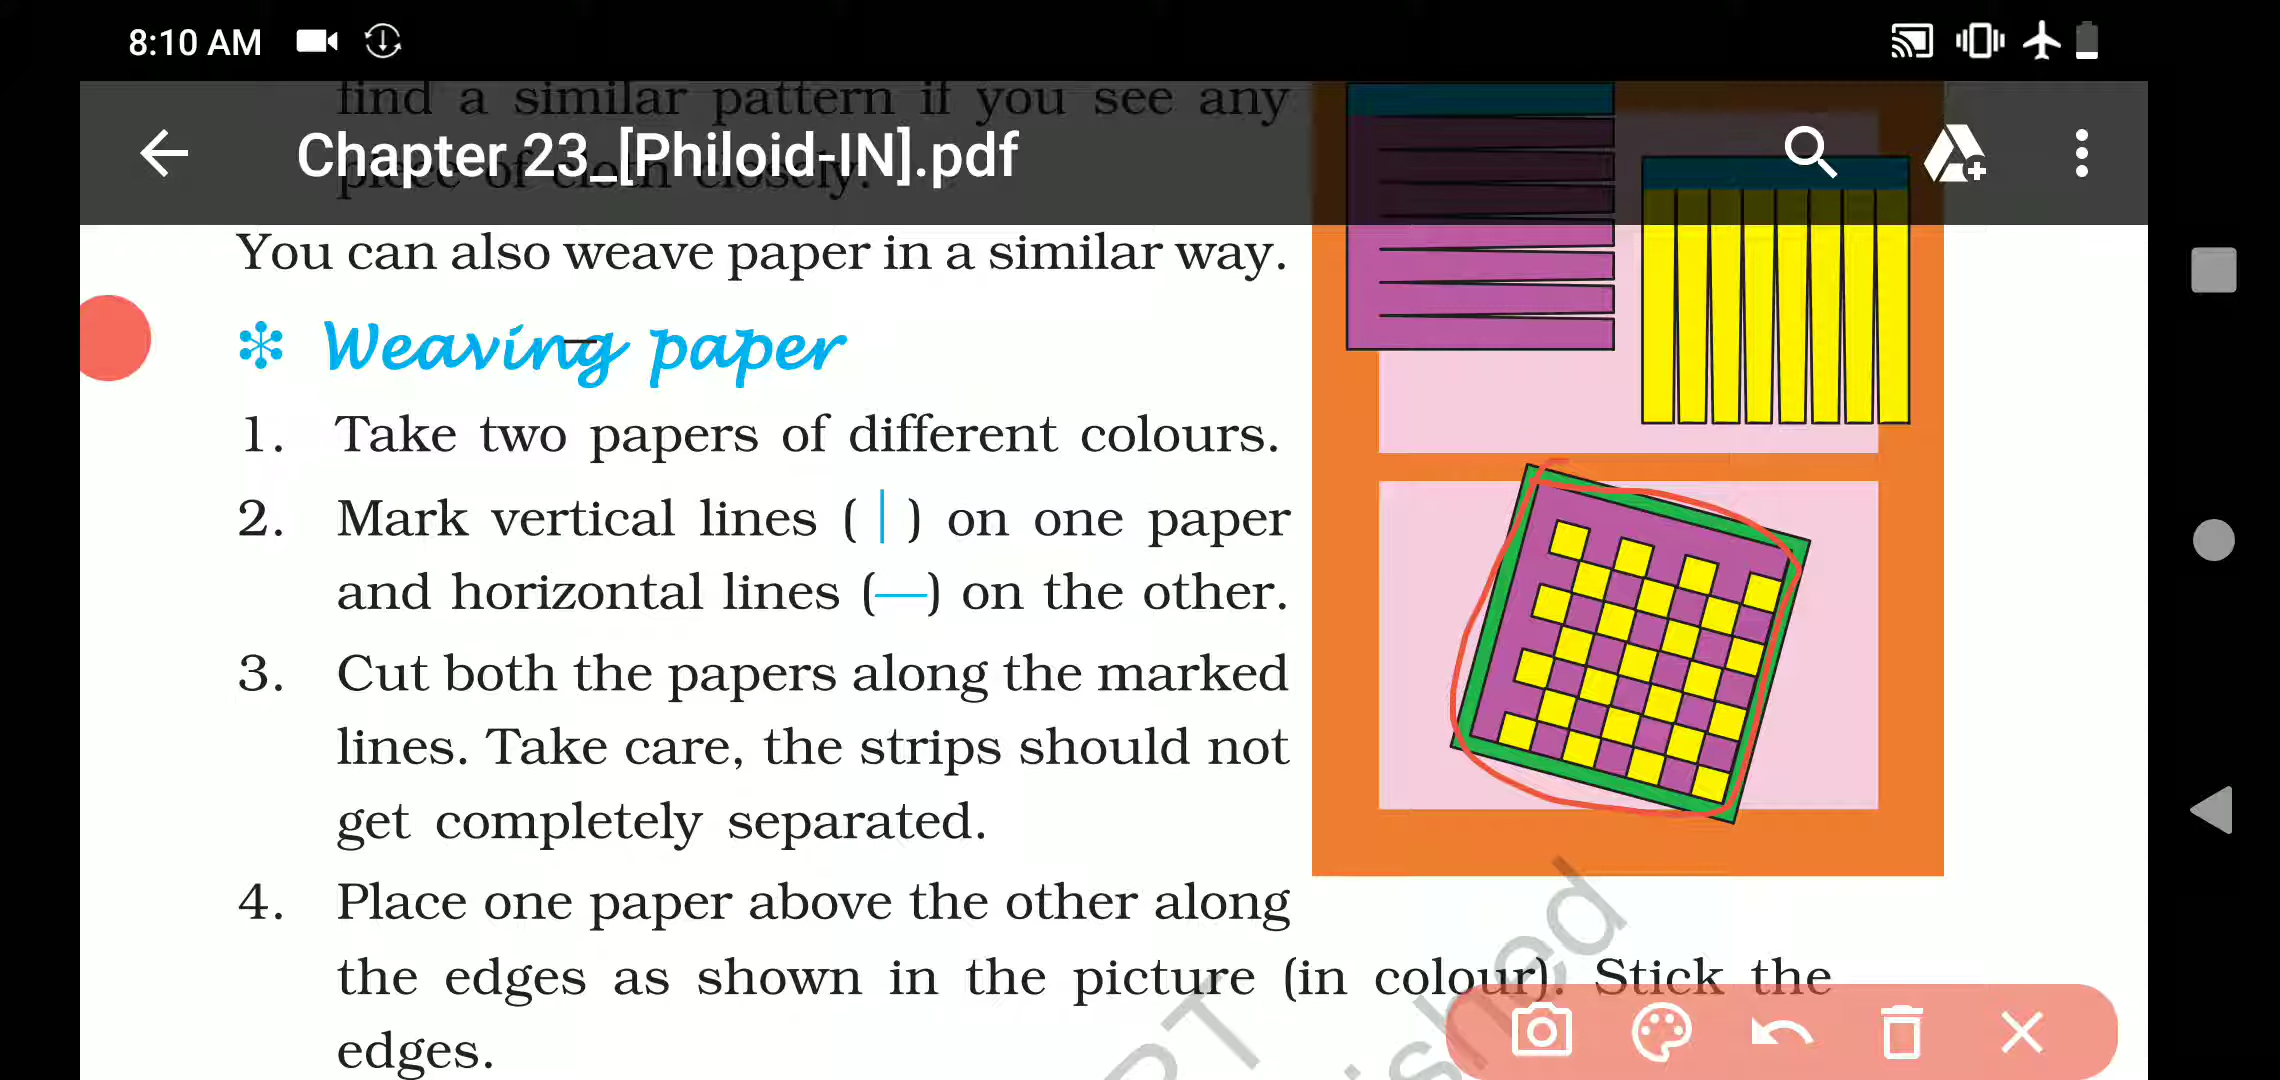 8:10 AM
find a similar pattern if you see any
Chapter 23_[Philoid-IN].pdf
piece of cloth closely.
You can also weave paper in a similar way.
Weaving paper
1. Take two papers of different colours.
2. Mark vertical lines ( | ) on one paper
and horizontal lines (—) on the other.
3. Cut both the papers along the marked
lines. Take care, the strips should not
get completely separated.
4. Place one paper above the other along
the edges as shown in the picture (in colour). Stick the
edges.